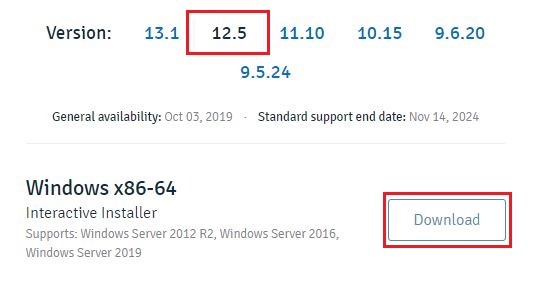 Version: 13.1 12.5 11.10 10.15 9.6.20
9.5.24
General availability: Oct 03, 2019 · Standard support end date: Nov 14, 2024
Windows x86-64
Interactive Installer
Download
Supports: Windows Server 2012 R2, Windows Server 2016,
Windows Server 2019